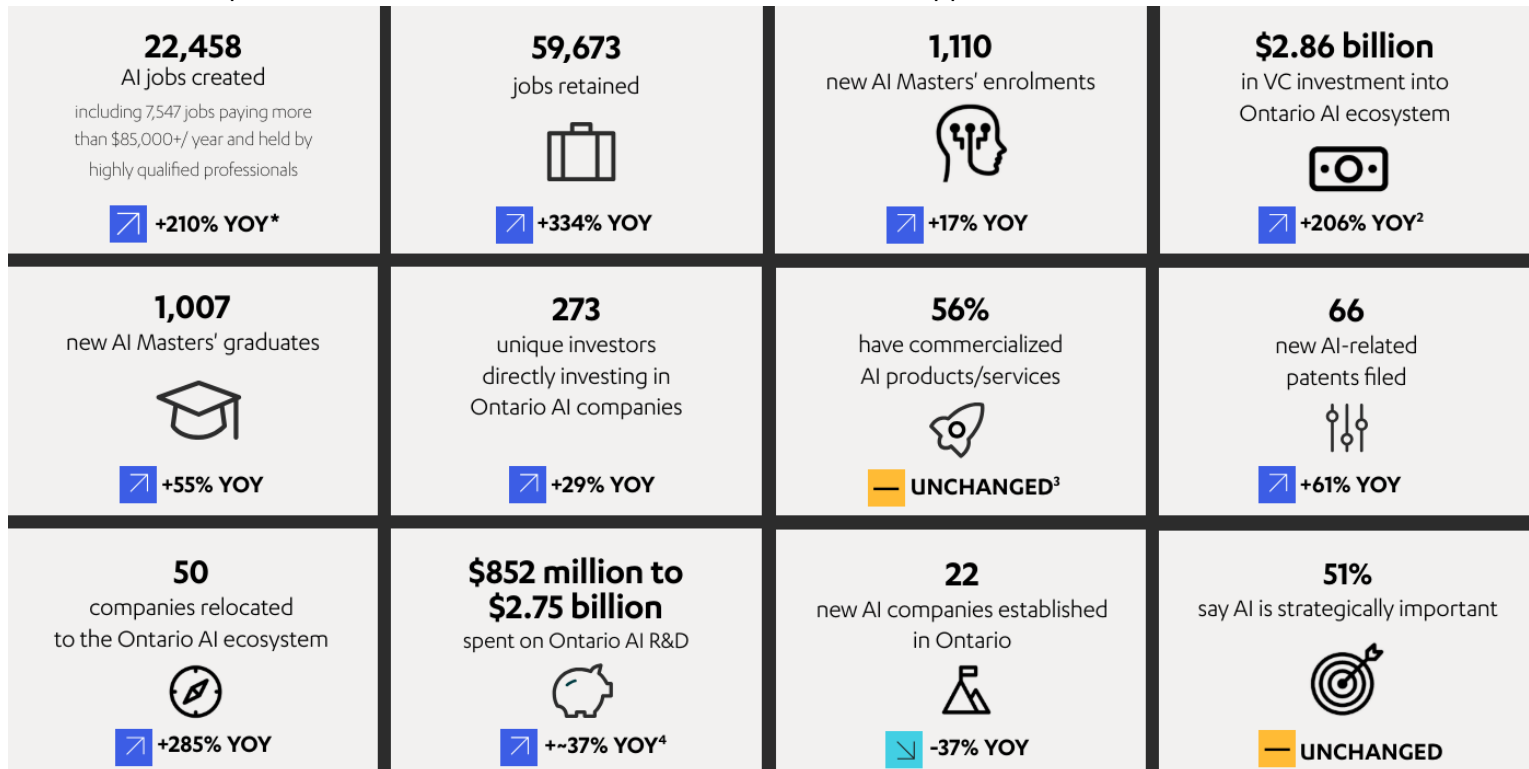 22,458
AI jobs created
including 7,547 jobs paying more
than $85,000+/ year and held by
highly qualified professionals
+210% YOY*
59,673
jobs retained
+334% YOY
1,110
new AI Masters' enrolments
+17% YOY
$2.86 billion
in VC investment into
Ontario AI ecosystem
+206% YOY²
1,007
new AI Masters' graduates
+55% YOY
273
unique investors
directly investing in
Ontario AI companies
+29% YOY
56%
have commercialized
AI products/services
UNCHANGED³
66
new AI-related
patents filed
+61% YOY
50
companies relocated
to the Ontario AI ecosystem
+285% YOY
$852 million to
$2.75 billion
spent on Ontario AI R&D
+~37% YOY⁴
22
new AI companies established
in Ontario
-37% YOY
51%
say AI is strategically important
UNCHANGED